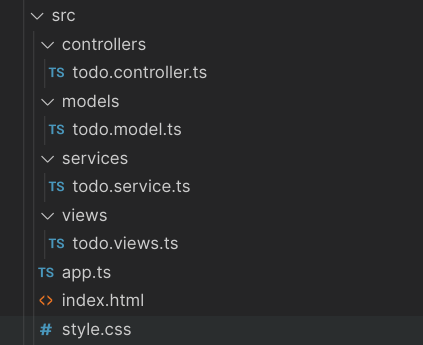 src
controllers
TS todo.controller.ts
models
TS todo.model.ts
services
TS todo.service.ts
views
TS todo.views.ts
TS app.ts
<> index.html
# style.css